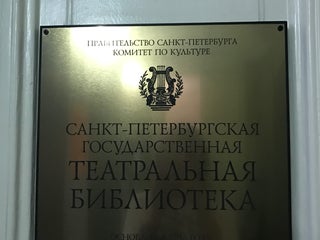 ПРАВИТЕЛЬСТВО САНКТ-ПЕТЕРБУРГА
КОМИТЕТ ПО КУЛЬТУРЕ
САНКТ-ПЕТЕРБУРГСКАЯ
ГОСУДАРСТВЕННАЯ
ТЕАТРАЛЬНАЯ
БИБЛИОТЕКА